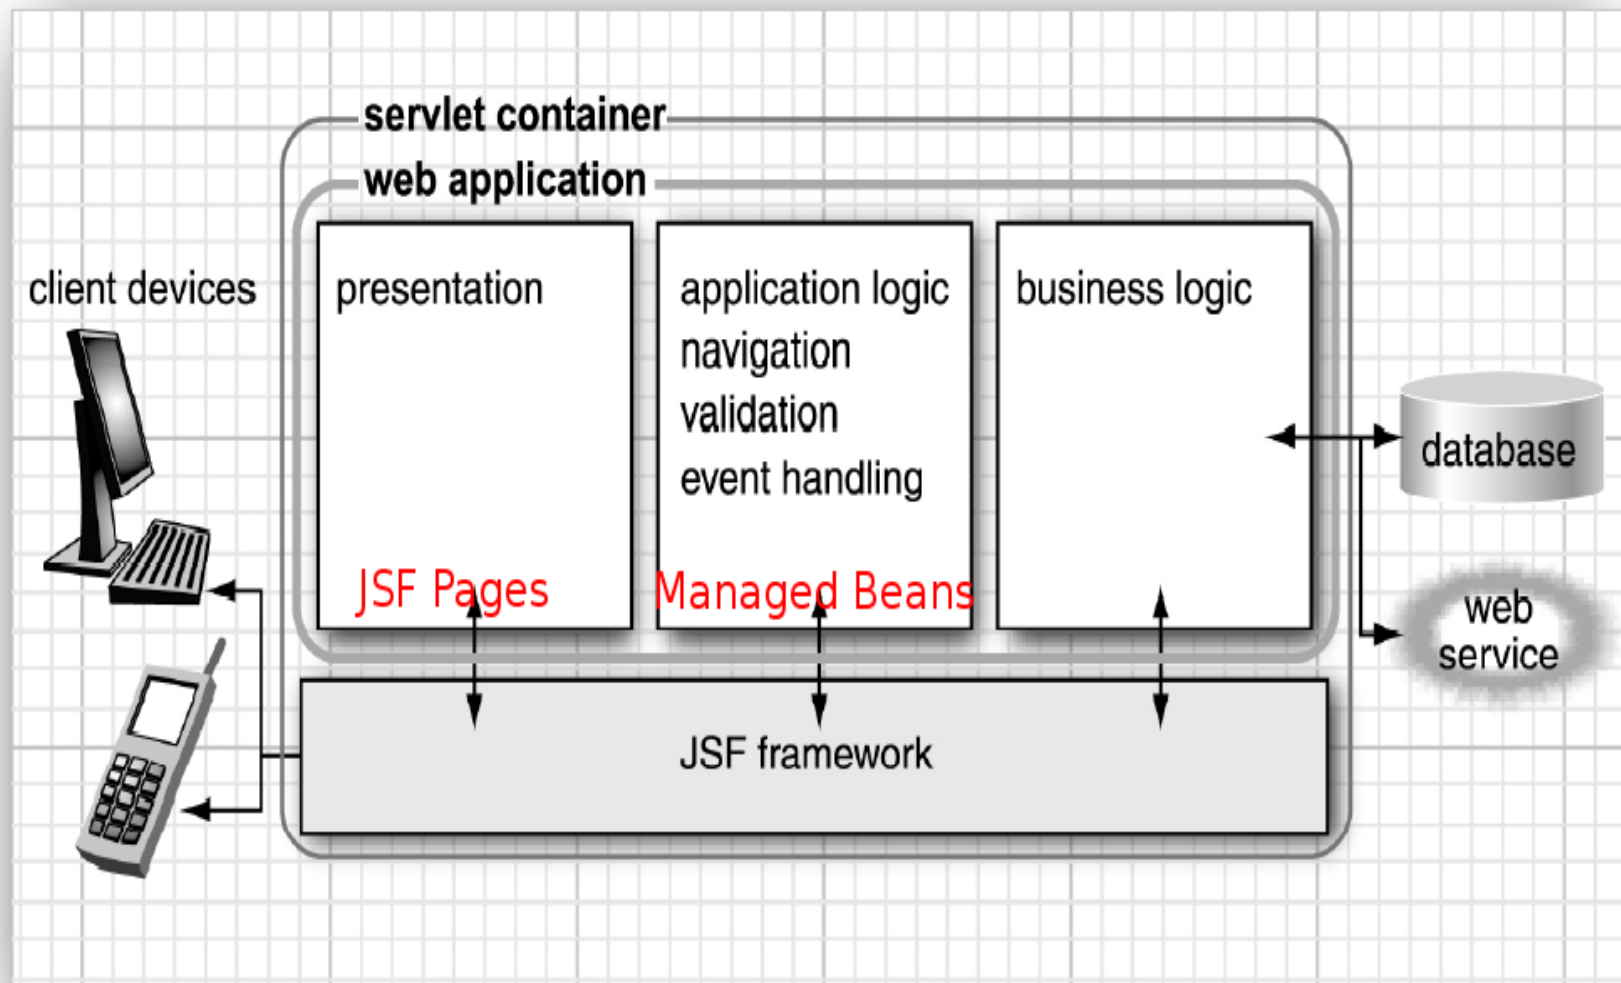 servlet container
web application
client devices
presentation
JSF Pages
application logic
navigation
validation
event handling
Managed Beans
business logic
database
web
service
JSF framework